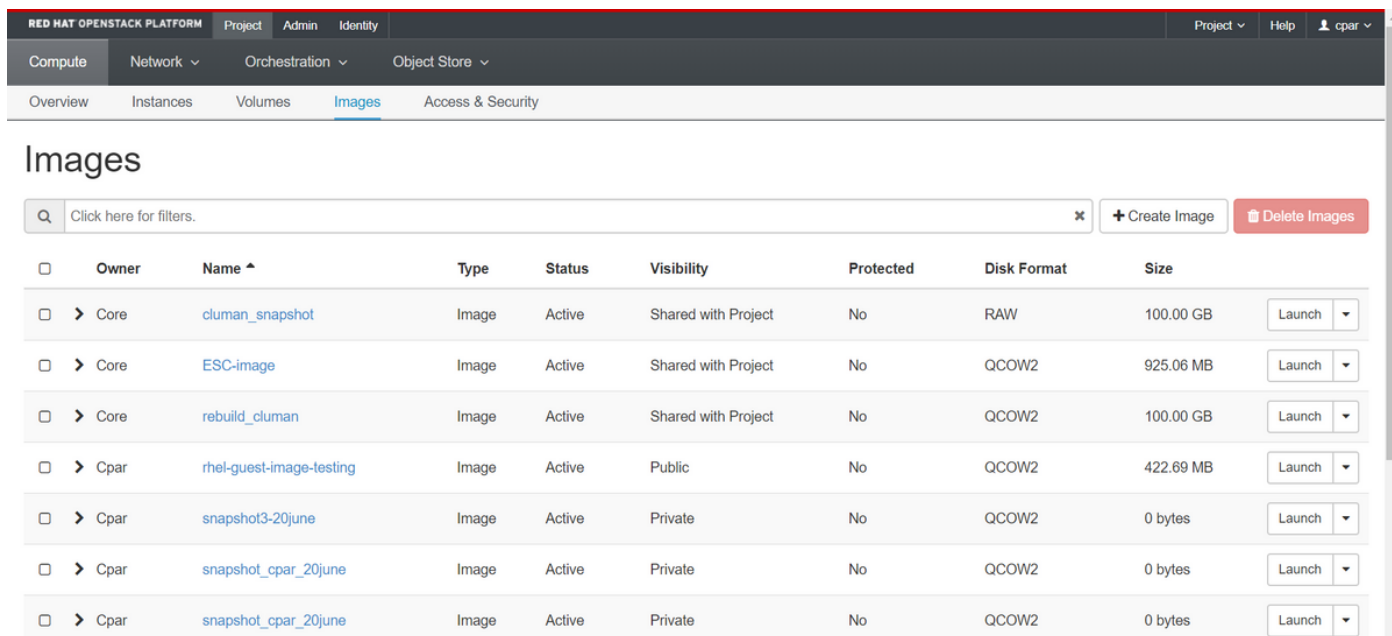 RED HAT OPENSTACK PLATFORM Project Admin Identity Project Help cpar
Compute Network Orchestration Object Store
Overview Instances Volumes Images Access & Security
Images
Click here for filters. Create Image Delete Images
Owner Name Type Status Visibility Protected Disk Format Size
Core cluman_snapshot Image Active Shared with Project No RAW 100.00 GB Launch
Core ESC-image Image Active Shared with Project No QCOW2 925.06 MB Launch
Core rebuild_cluman Image Active Shared with Project No QCOW2 100.00 GB Launch
Cpar rhel-guest-image-testing Image Active Public No QCOW2 422.69 MB Launch
Cpar snapshot3-20june Image Active Private No QCOW2 0 bytes Launch
Cpar snapshot_cpar_20june Image Active Private No QCOW2 0 bytes Launch
Cpar snapshot_cpar_20june Image Active Private No QCOW2 0 bytes Launch